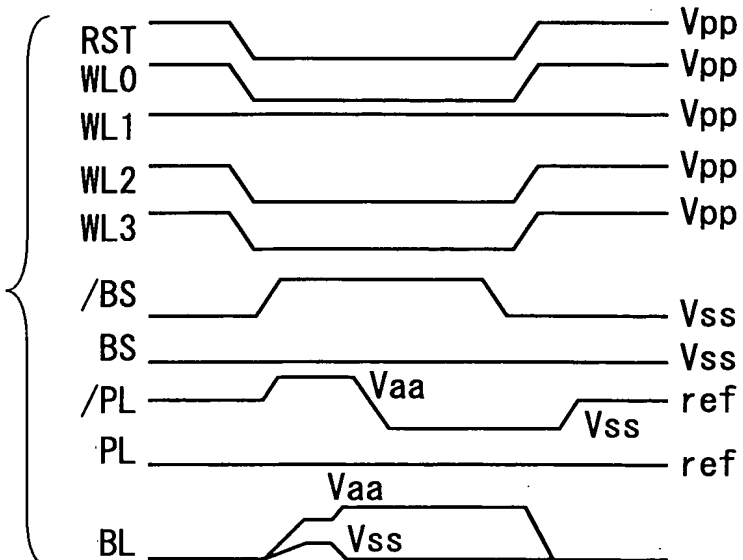 RST Vpp
WL0 Vpp
WL1 Vpp
WL2 Vpp
WL3 Vpp
/BS Vss
BS Vss
/PL Vaa Vss ref
PL ref
Vaa
BL Vss